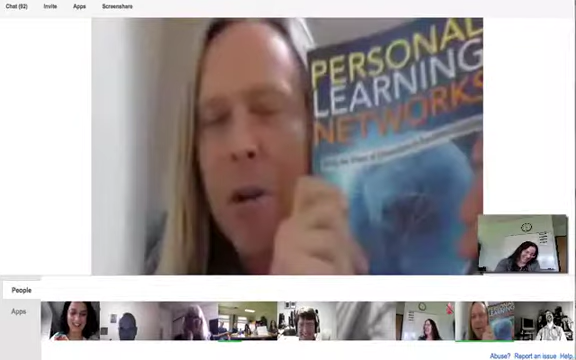 Chat (92) Invite Apps Screenshare
PERSONAL
LEARNING
NETWORKS
People
Apps
Abuse? Report an issue Help